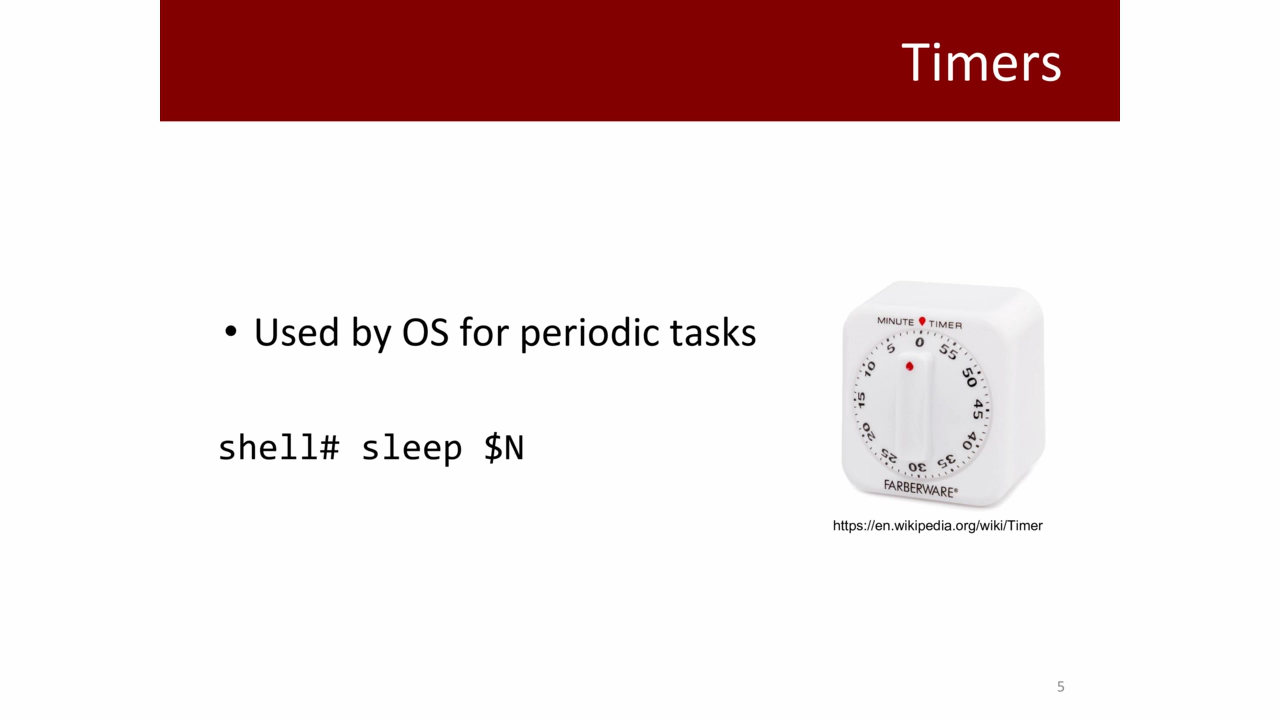 Timers
• Used by OS for periodic tasks
shell# sleep $N
MINUTE TIMER
0
55
50
45
40
35
30
25
20
15
10
5
FARBERWARE®
https://en.wikipedia.org/wiki/Timer
5